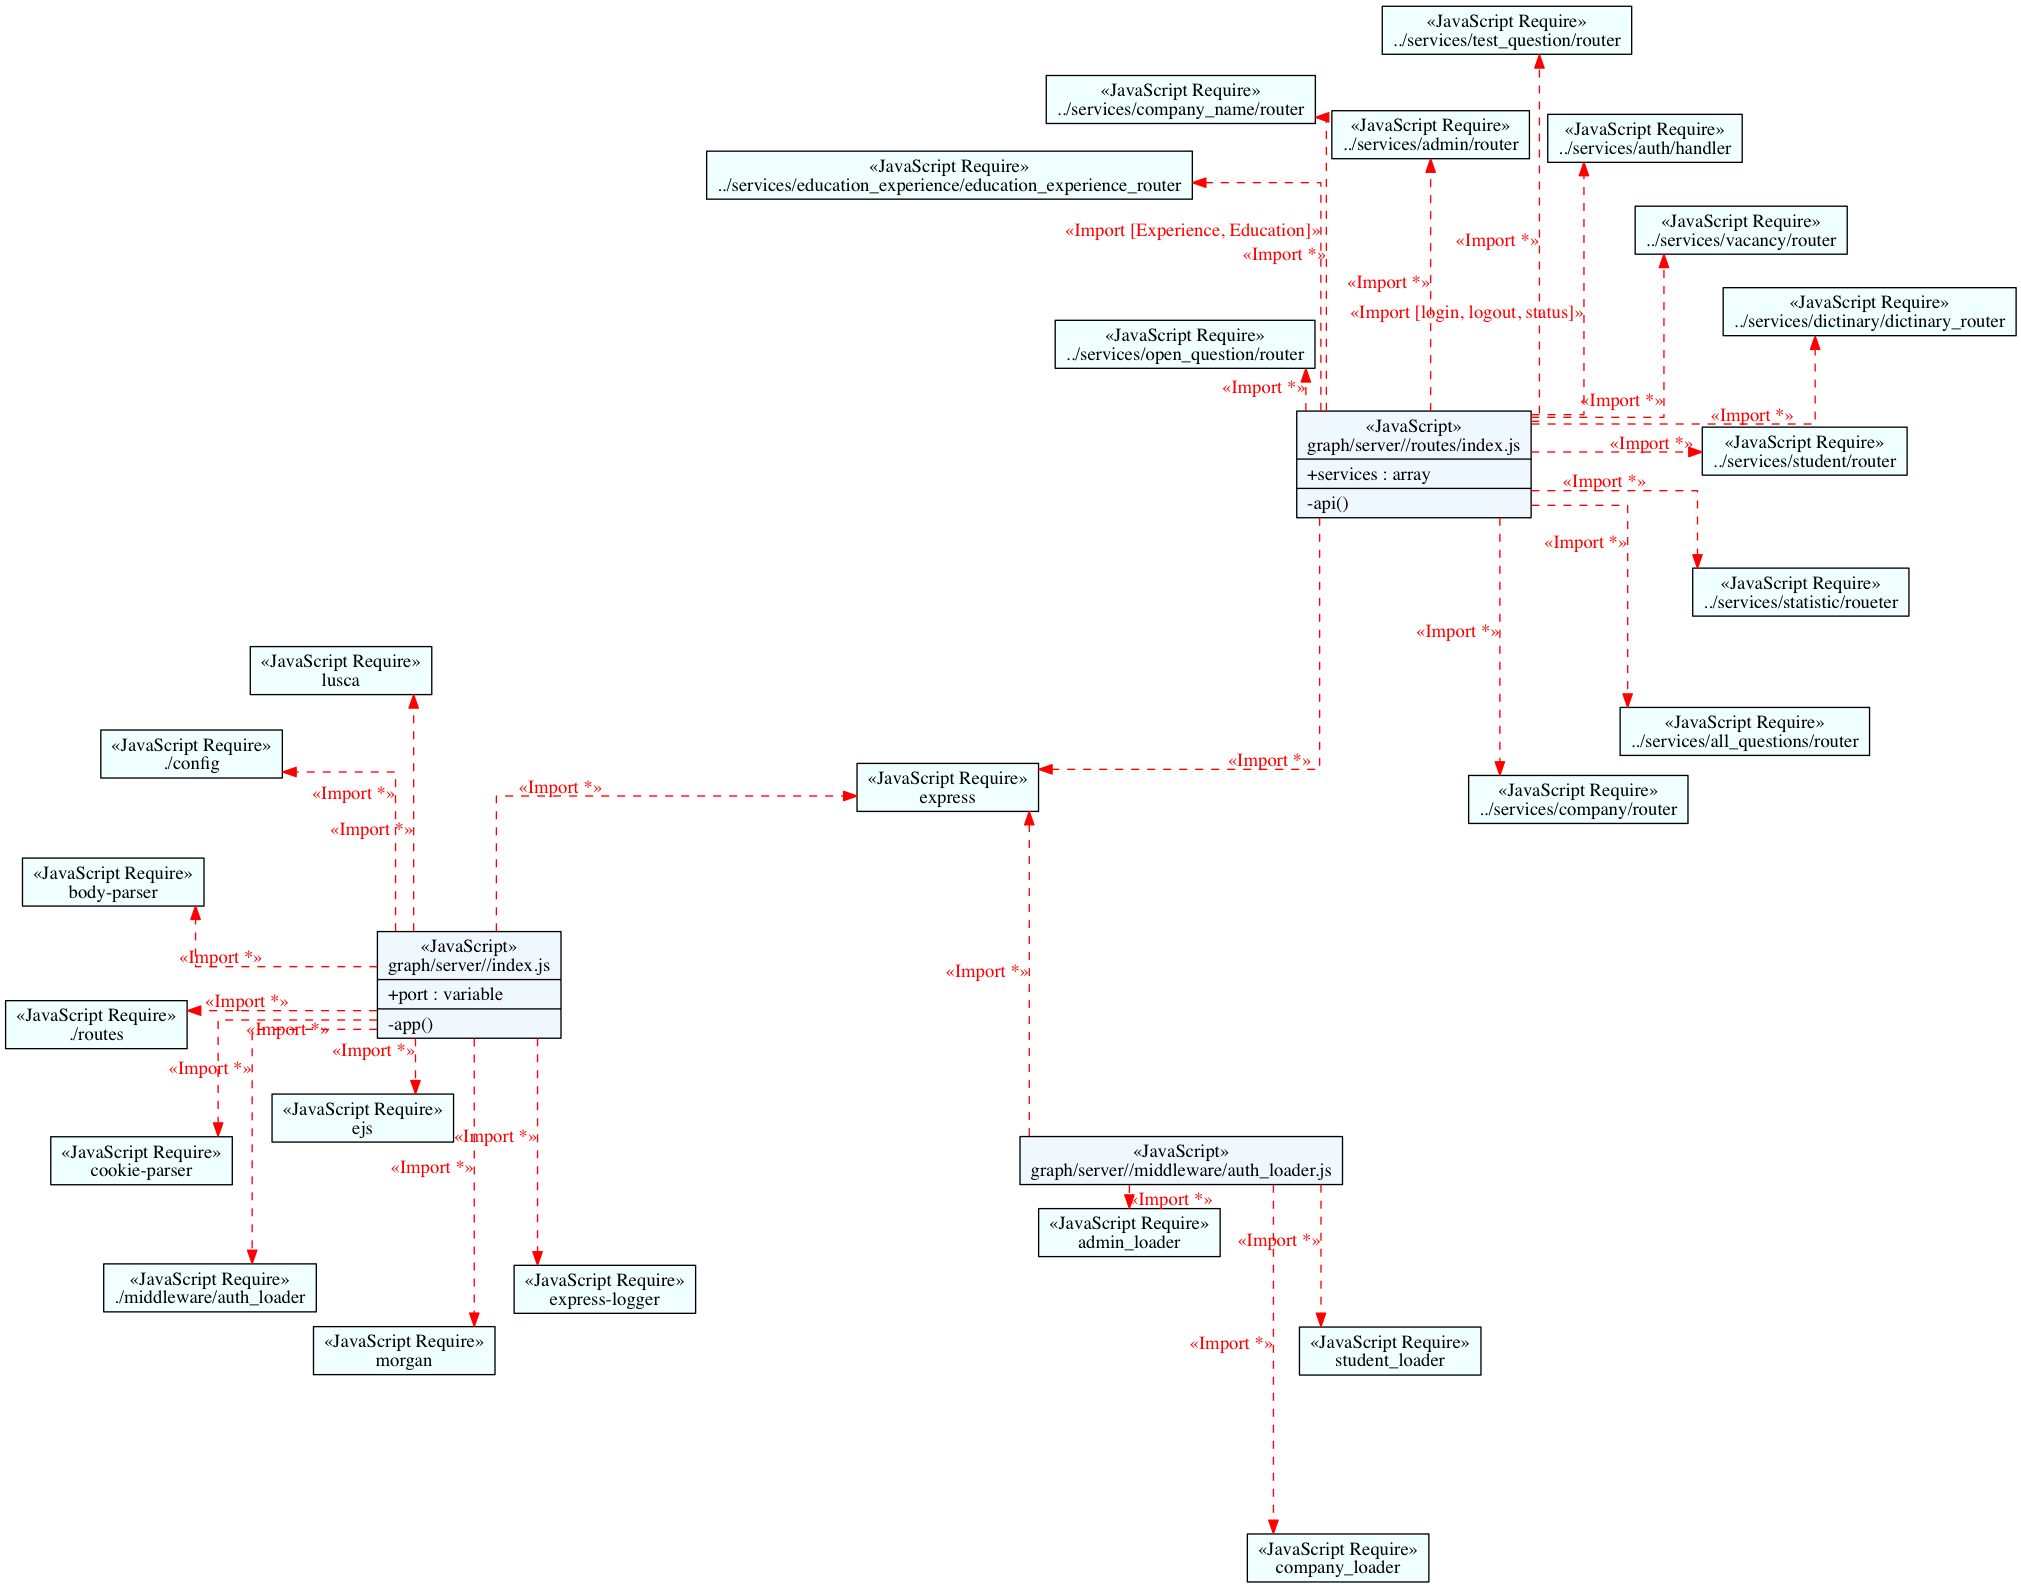 «JavaScript Require»
../services/test_question/router
«JavaScript Require»
../services/company_name/router
«JavaScript Require»
../services/admin/router
«JavaScript Require»
../services/auth/handler
«JavaScript Require»
../services/education_experience/education_experience_router
«JavaScript Require»
../services/vacancy/router
«Import [Experience, Education]»
«Import *»
«Import *»
«Import *»
«Import [login, logout, status]»
«JavaScript Require»
../services/dictinary/dictinary_router
«JavaScript Require»
../services/open_question/router
«Import *»
«Import *»
«Import *»
«JavaScript»
graph/server//routes/index.js
+services : array
-api()
«Import *»
«JavaScript Require»
../services/student/router
«Import *»
«Import *»
«JavaScript Require»
../services/statistic/roueter
«Import *»
«JavaScript Require»
../services/all_questions/router
«JavaScript Require»
../services/company/router
«JavaScript Require»
lusca
«JavaScript Require»
./config
«Import *»
«Import *»
«Import *»
«JavaScript Require»
express
«Import *»
«JavaScript Require»
body-parser
«Import *»
«JavaScript»
graph/server//index.js
+port : variable
-app()
«Import *»
«JavaScript Require»
./routes
«Import *»
«Import *»
«Import *»
«Import *»
«JavaScript Require»
ejs
«JavaScript Require»
cookie-parser
«Import *»
«Import *»
«JavaScript»
graph/server//middleware/auth_loader.js
«Import *»
«JavaScript Require»
admin_loader
«Import *»
«JavaScript Require»
./middleware/auth_loader
«JavaScript Require»
express-logger
«JavaScript Require»
morgan
«Import *»
«JavaScript Require»
student_loader
«JavaScript Require»
company_loader